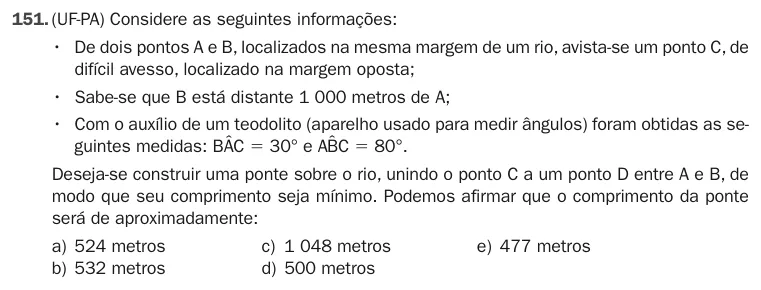 151. (UF-PA) Considere as seguintes informações:
• De dois pontos A e B, localizados na mesma margem de um rio, avista-se um ponto C, de
difícil avesso, localizado na margem oposta;
• Sabe-se que B está distante 1 000 metros de A;
• Com o auxílio de um teodolito (aparelho usado para medir ângulos) foram obtidas as se-
guintes medidas: BÂC = 30° e AB̂C = 80°.
Deseja-se construir uma ponte sobre o rio, unindo o ponto C a um ponto D entre A e B, de
modo que seu comprimento seja mínimo. Podemos afirmar que o comprimento da ponte
será de aproximadamente:
a) 524 metros c) 1 048 metros e) 477 metros
b) 532 metros d) 500 metros